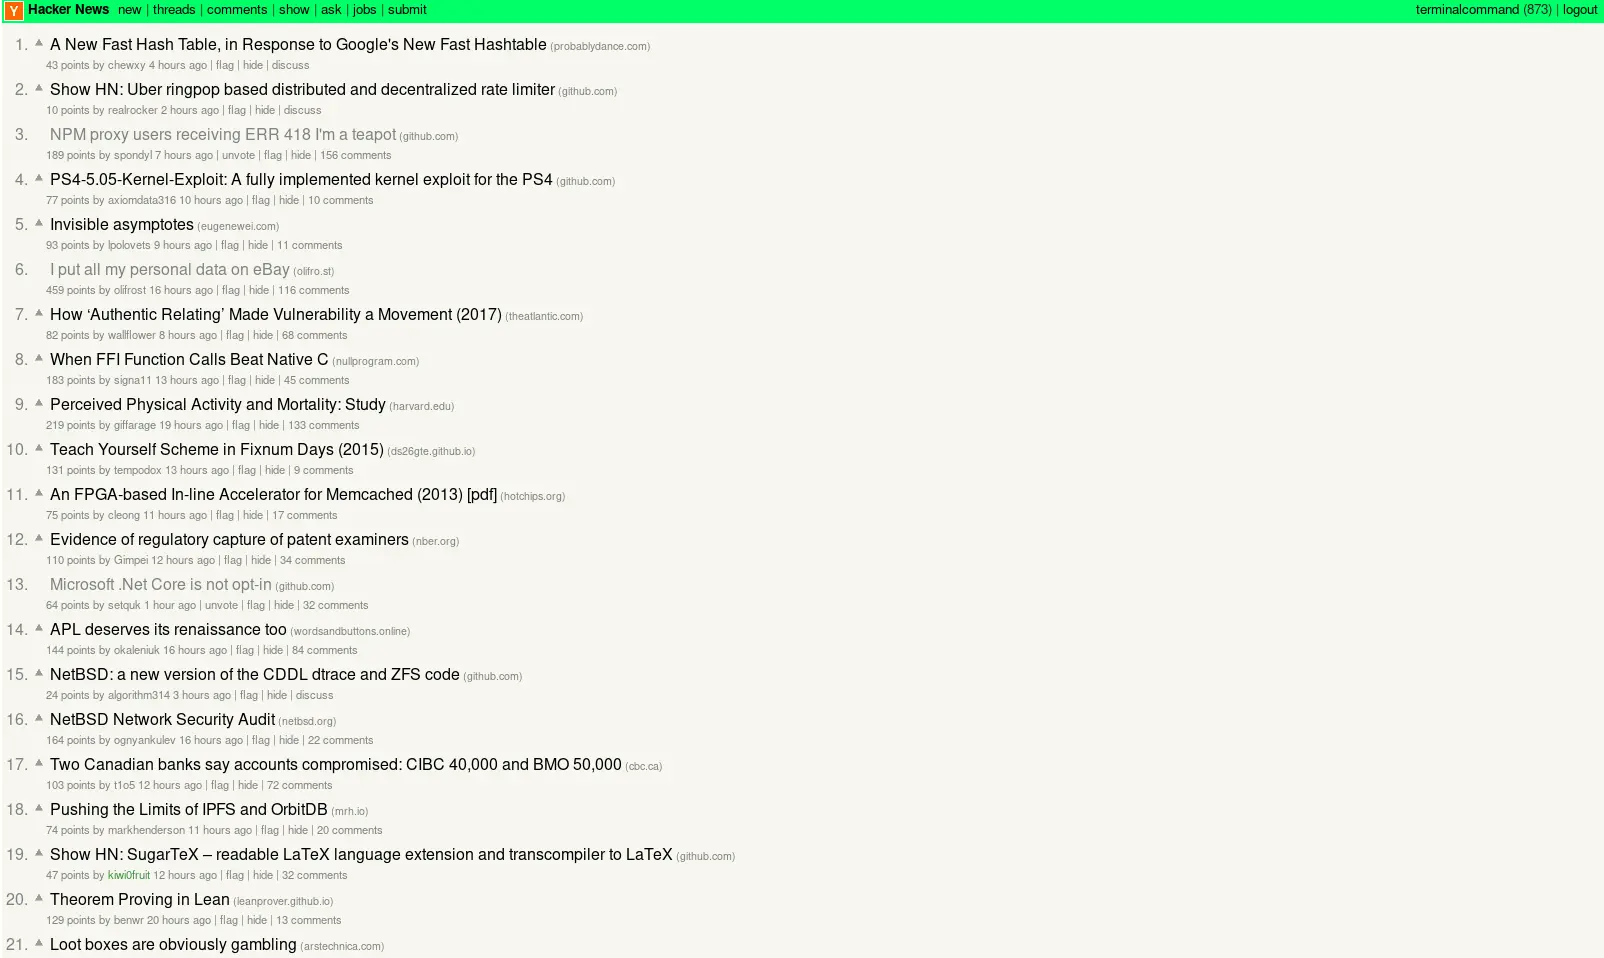 Y Hacker News new | threads | comments | show | ask | jobs | submit terminalcommand (873) | logout
1. A New Fast Hash Table, in Response to Google's New Fast Hashtable (probablydance.com)
43 points by chewxy 4 hours ago | flag | hide | discuss
2. Show HN: Uber ringpop based distributed and decentralized rate limiter (github.com)
10 points by realrocker 2 hours ago | flag | hide | discuss
3. NPM proxy users receiving ERR 418 I'm a teapot (github.com)
189 points by spondyl 7 hours ago | unvote | flag | hide | 156 comments
4. PS4-5.05-Kernel-Exploit: A fully implemented kernel exploit for the PS4 (github.com)
77 points by axiomdata316 10 hours ago | flag | hide | 10 comments
5. Invisible asymptotes (eugenewei.com)
93 points by lpolovets 9 hours ago | flag | hide | 11 comments
6. I put all my personal data on eBay (olifro.st)
459 points by olifrost 16 hours ago | flag | hide | 116 comments
7. How ‘Authentic Relating’ Made Vulnerability a Movement (2017) (theatlantic.com)
82 points by wallflower 8 hours ago | flag | hide | 68 comments
8. When FFI Function Calls Beat Native C (nullprogram.com)
183 points by signa11 13 hours ago | flag | hide | 45 comments
9. Perceived Physical Activity and Mortality: Study (harvard.edu)
219 points by giffarage 19 hours ago | flag | hide | 133 comments
10. Teach Yourself Scheme in Fixnum Days (2015) (ds26gte.github.io)
131 points by tempodox 13 hours ago | flag | hide | 9 comments
11. An FPGA-based In-line Accelerator for Memcached (2013) [pdf] (hotchips.org)
75 points by cleong 11 hours ago | flag | hide | 17 comments
12. Evidence of regulatory capture of patent examiners (nber.org)
110 points by Gimpei 12 hours ago | flag | hide | 34 comments
13. Microsoft .Net Core is not opt-in (github.com)
64 points by setquk 1 hour ago | unvote | flag | hide | 32 comments
14. APL deserves its renaissance too (wordsandbuttons.online)
144 points by okaleniuk 16 hours ago | flag | hide | 84 comments
15. NetBSD: a new version of the CDDL dtrace and ZFS code (github.com)
24 points by algorithm314 3 hours ago | flag | hide | discuss
16. NetBSD Network Security Audit (netbsd.org)
164 points by ognyankulev 16 hours ago | flag | hide | 22 comments
17. Two Canadian banks say accounts compromised: CIBC 40,000 and BMO 50,000 (cbc.ca)
103 points by t1o5 12 hours ago | flag | hide | 72 comments
18. Pushing the Limits of IPFS and OrbitDB (mrh.io)
74 points by markhenderson 11 hours ago | flag | hide | 20 comments
19. Show HN: SugarTeX – readable LaTeX language extension and transcompiler to LaTeX (github.com)
47 points by kiwi0fruit 12 hours ago | flag | hide | 32 comments
20. Theorem Proving in Lean (leanprover.github.io)
129 points by benwr 20 hours ago | flag | hide | 13 comments
21. Loot boxes are obviously gambling (arstechnica.com)